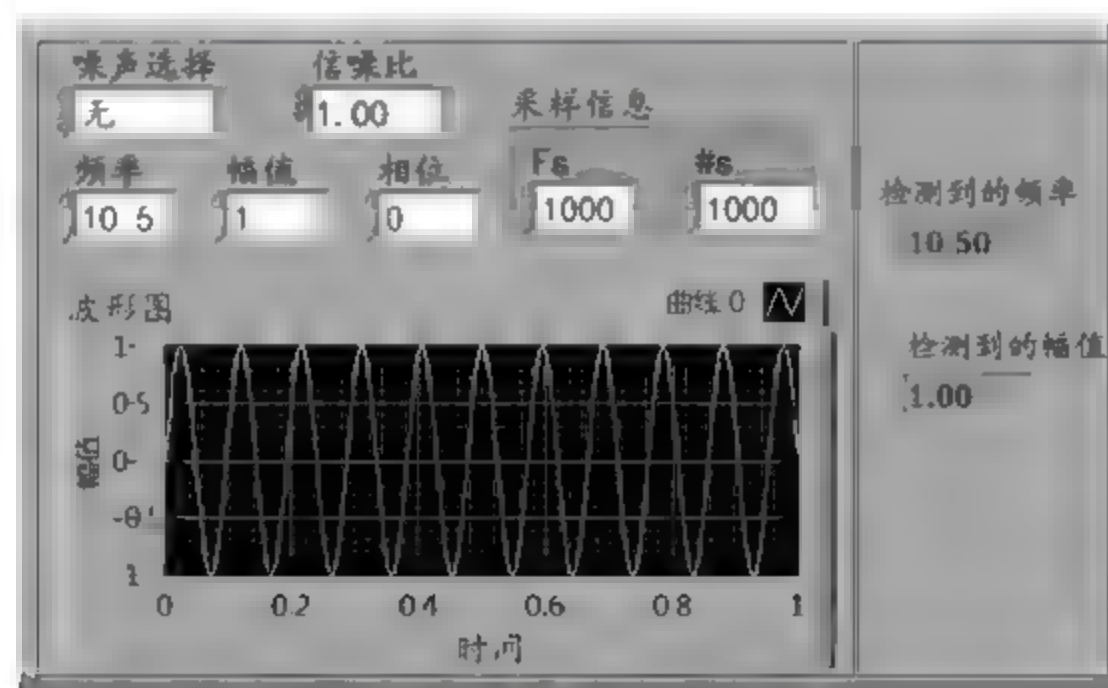 噪声选择 信噪比
无 1.00
采样信息
频率 幅值 相位 Fs #s
10 5 1 0 1000 1000
检测到的频率
10 50
波形图 曲线 0
检测到的幅值
1.00
幅值
1
0.5
0
1
0 0.2 0 4 0.6 0 8 1
时间